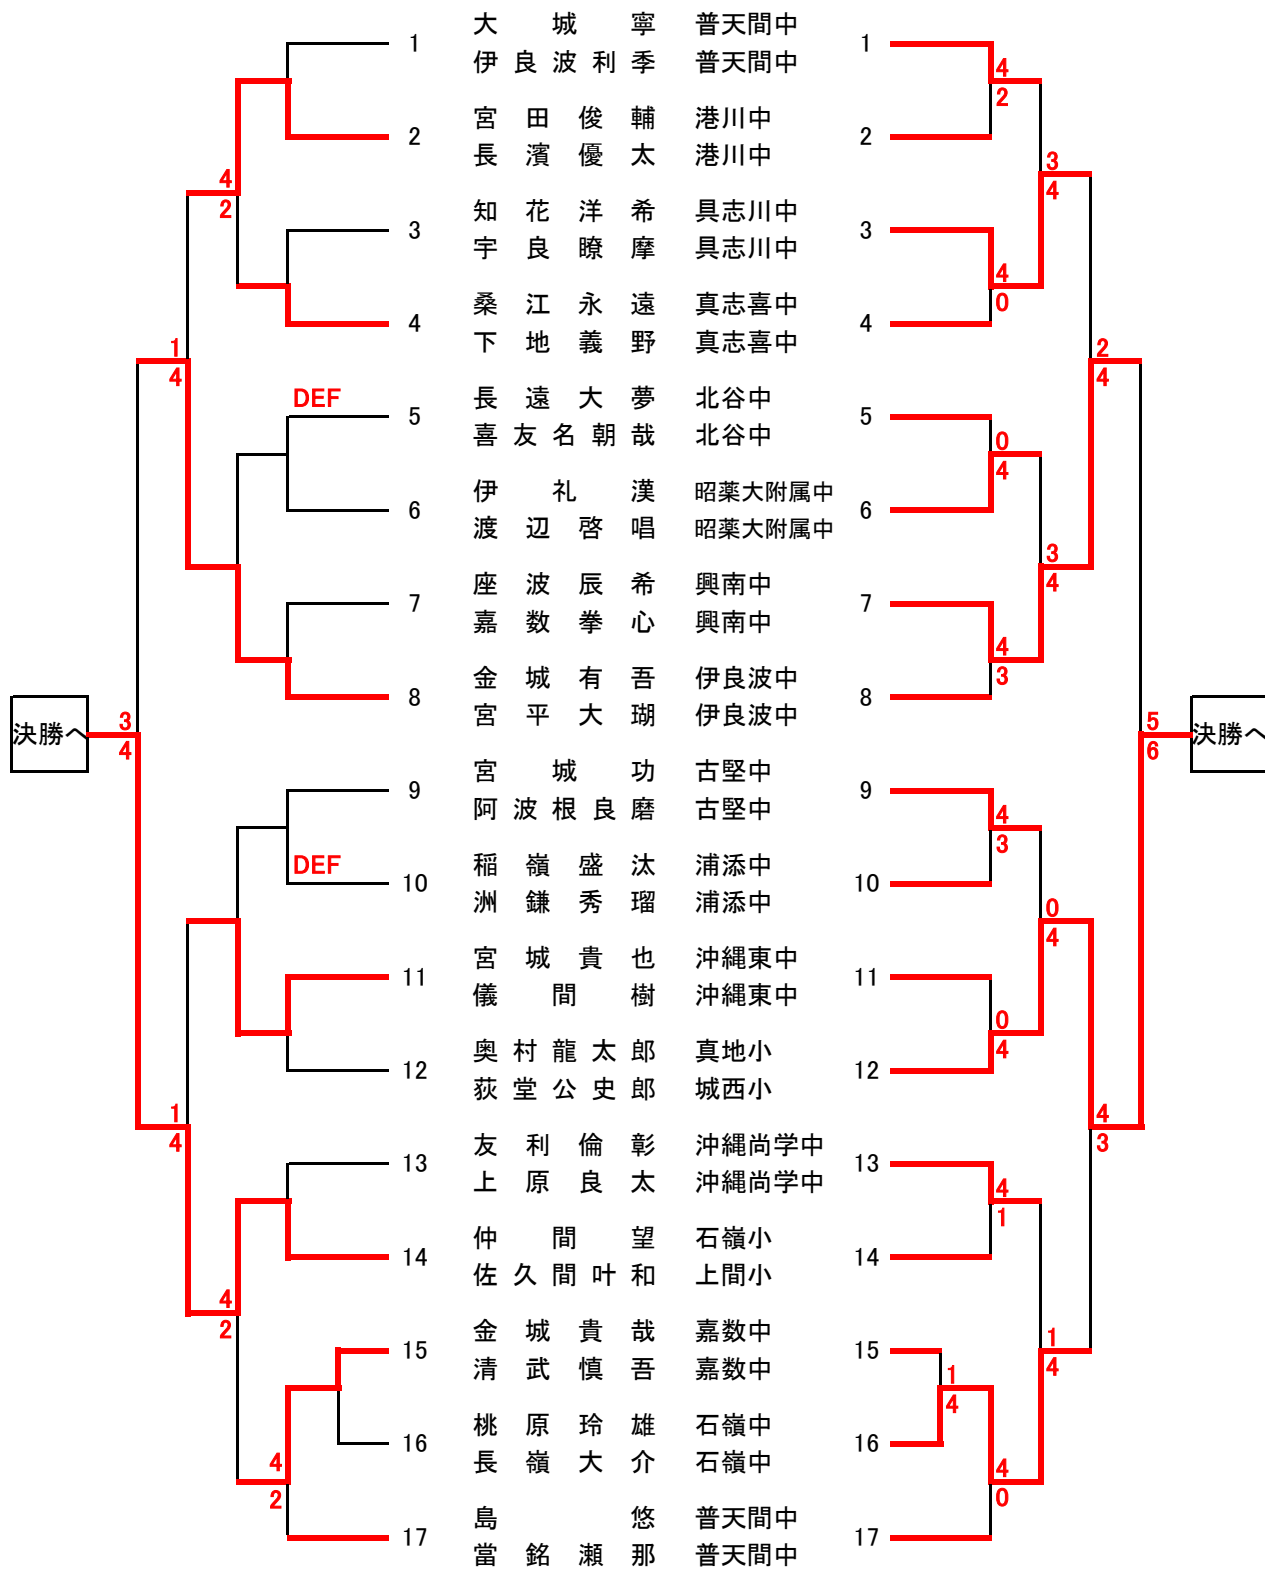 大城寧 普天間中
1 1
伊良波利季 普天間中
4
2
宮田俊輔 港川中
2 2
長濱優太 港川中
3
4
4
2
知花洋希 具志川中
3 3
宇良暸摩 具志川中
4
0
桑江永遠 真志喜中
4 4
下地義野 真志喜中
1
4
2
4
DEF
長遠大夢 北谷中
5 5
喜友名朝哉 北谷中
0
4
伊礼漢 昭薬大附属中
6 6
渡辺啓唱 昭薬大附属中
3
4
座波辰希 興南中
7 7
嘉数拳心 興南中
4
3
金城有吾 伊良波中
8 8
宮平大瑚 伊良波中
決勝へ
3
4
5
6
決勝へ
宮城功 古堅中
9 9
阿波根良磨 古堅中
4
3
DEF
稲嶺盛汰 浦添中
10 10
洲鎌秀瑠 浦添中
0
4
宮城貴也 沖縄東中
11 11
儀間樹 沖縄東中
0
4
奥村龍太郎 真地小
12 12
荻堂公史郎 城西小
1
4
4
3
友利倫彰 沖縄尚学中
13 13
上原良太 沖縄尚学中
4
1
仲間望 石嶺小
14 14
佐久間叶和 上間小
4
2
1
4
金城貴哉 嘉数中
15 15
清武慎吾 嘉数中
1
4
桃原玲雄 石嶺中
16 16
長嶺大介 石嶺中
4
2
4
0
島悠 普天間中
17 17
當銘瀬那 普天間中